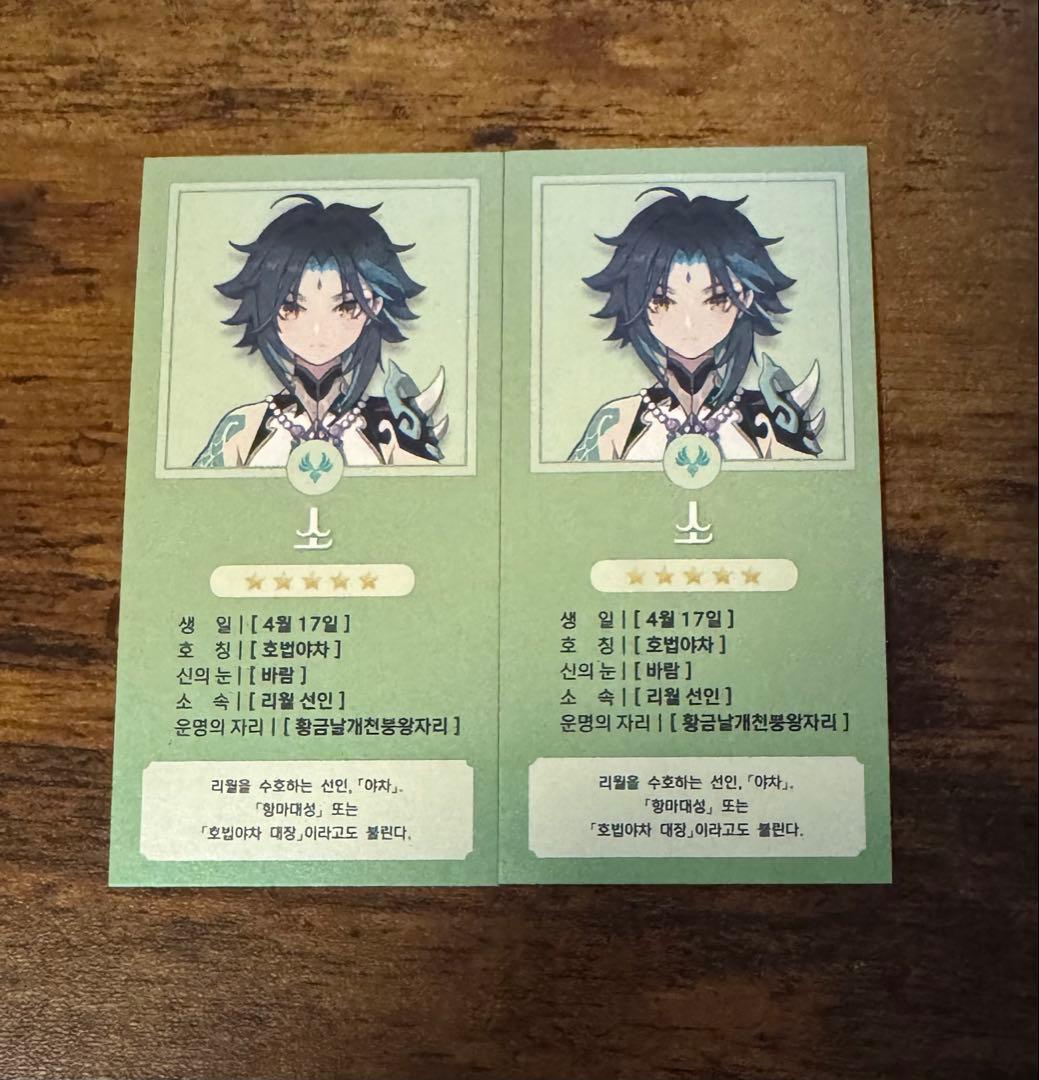 소
생 일 | [ 4월 17일 ]
호 칭 | [ 호법야차 ]
신의 눈 | [ 바람 ]
소 속 | [ 리월 선인 ]
운명의 자리 | [ 황금날개천붕왕자리 ]
리월을 수호하는 선인, 「야차」.
「항마대성」 또는
「호법야차 대장」이라고도 불린다.
소
생 일 | [ 4월 17일 ]
호 칭 | [ 호법야차 ]
신의 눈 | [ 바람 ]
소 속 | [ 리월 선인 ]
운명의 자리 | [ 황금날개천붕왕자리 ]
리월을 수호하는 선인, 「야차」.
「항마대성」 또는
「호법야차 대장」이라고도 불린다.